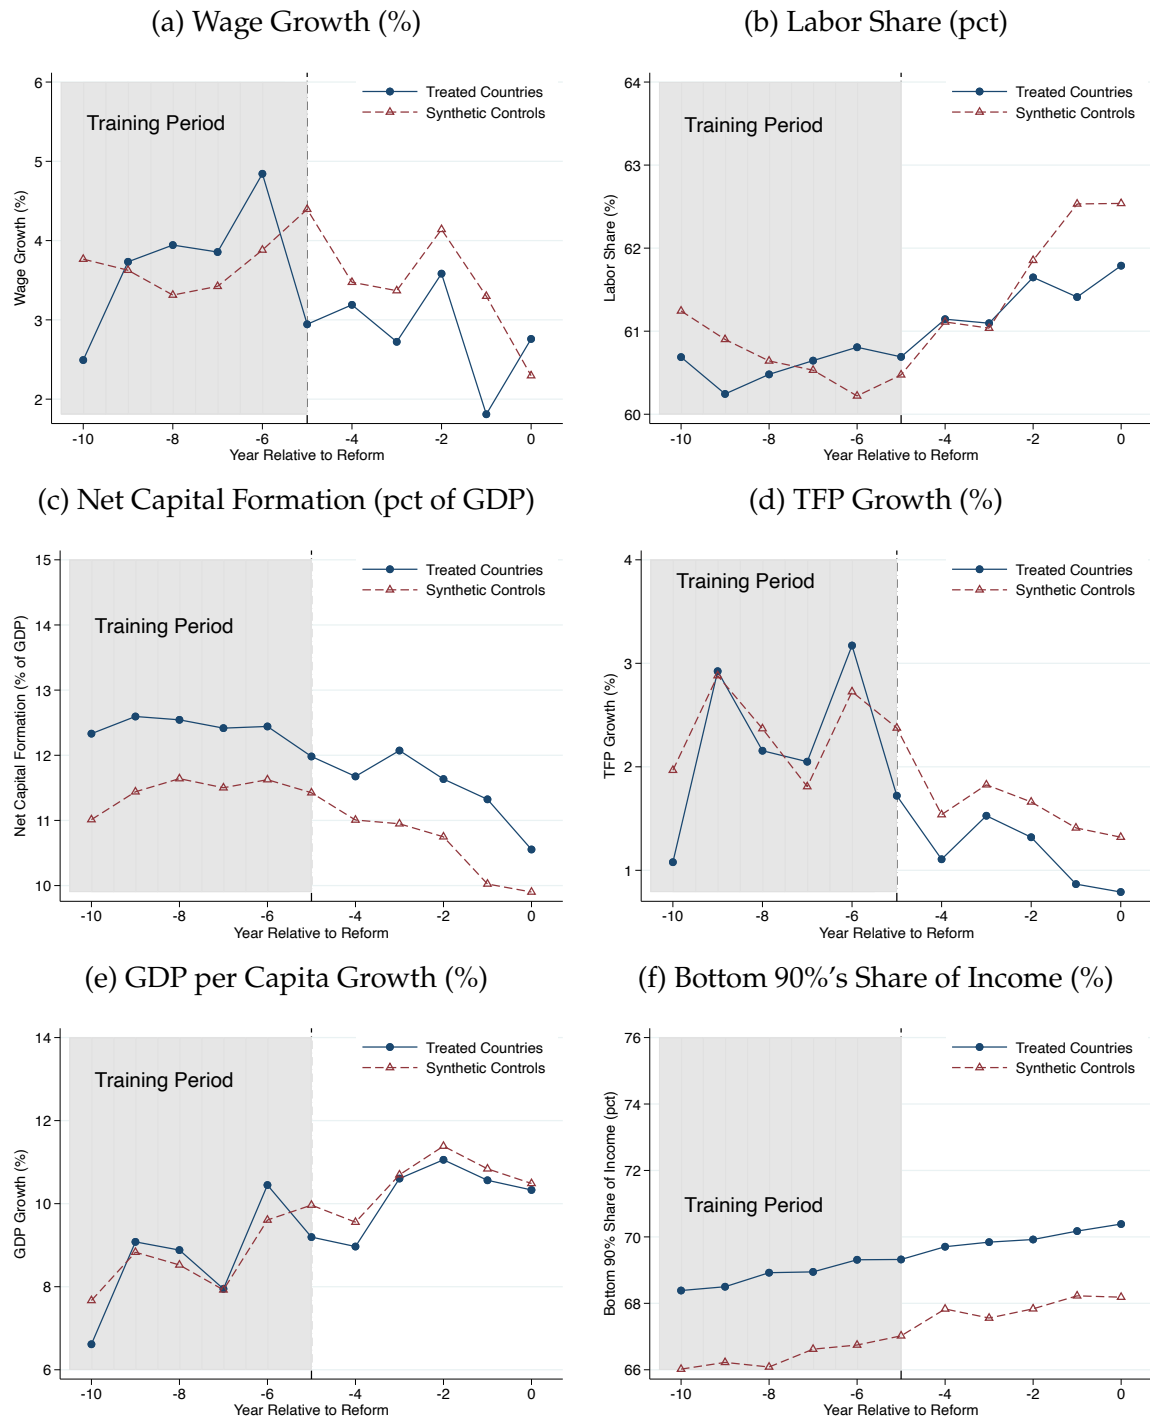 (a) Wage Growth (%)
6
5
4
3
2
Wage Growth (%)
Training Period
Treated Countries
Synthetic Controls
-10 -8 -6 -4 -2 0
Year Relative to Reform
(b) Labor Share (pct)
64
63
62
61
60
Labor Share (%)
Training Period
Treated Countries
Synthetic Controls
-10 -8 -6 -4 -2 0
Year Relative to Reform
(c) Net Capital Formation (pct of GDP)
15
14
13
12
11
10
Net Capital Formation (% of GDP)
Training Period
Treated Countries
Synthetic Controls
-10 -8 -6 -4 -2 0
Year Relative to Reform
(d) TFP Growth (%)
4
3
2
1
TFP Growth (%)
Training Period
Treated Countries
Synthetic Controls
-10 -8 -6 -4 -2 0
Year Relative to Reform
(e) GDP per Capita Growth (%)
14
12
10
8
6
GDP Growth (%)
Training Period
Treated Countries
Synthetic Controls
-10 -8 -6 -4 -2 0
Year Relative to Reform
(f) Bottom 90%'s Share of Income (%)
76
74
72
70
68
66
Bottom 90% Share of Income (pct)
Training Period
Treated Countries
Synthetic Controls
-10 -8 -6 -4 -2 0
Year Relative to Reform